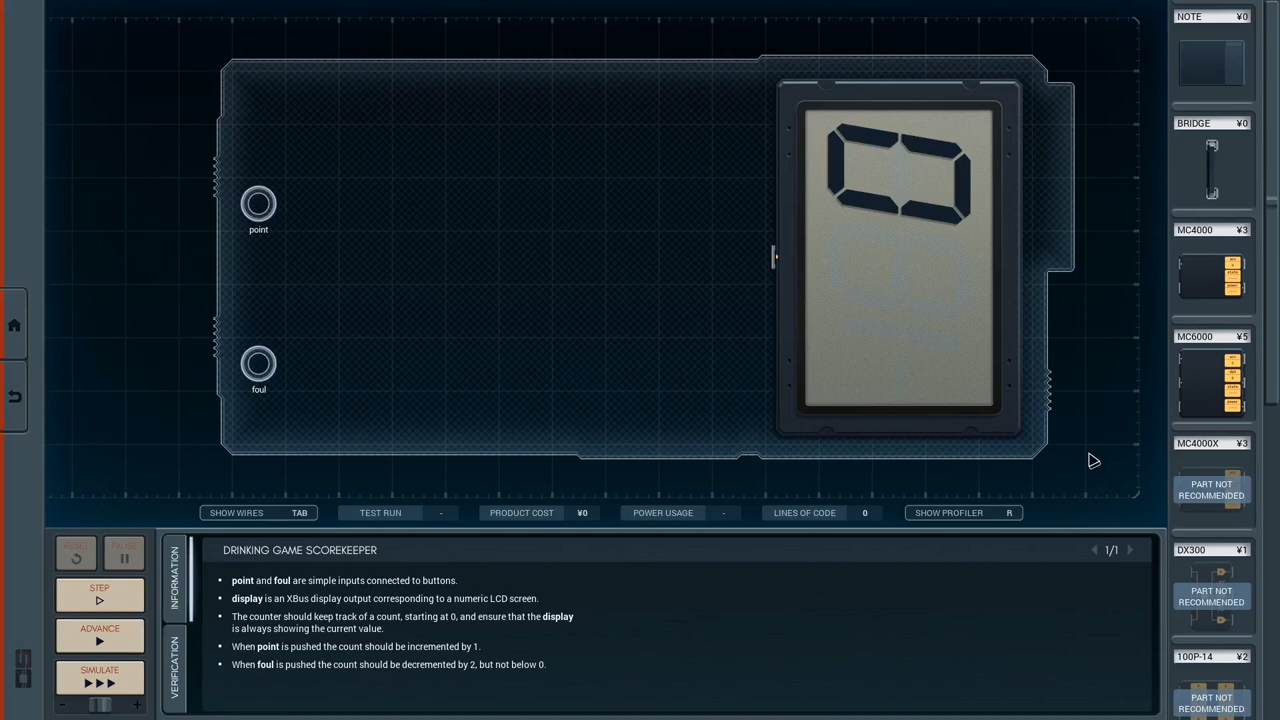 NOTE ¥0
BRIDGE ¥0
MC4000 ¥3
MC6000 ¥5
MC4000X ¥3
PART NOT
RECOMMENDED
DX300 ¥1
PART NOT
RECOMMENDED
100P-14 ¥2
PART NOT
RECOMMENDED
0
point
foul
SHOW WIRES TAB
TEST RUN -
PRODUCT COST ¥0
POWER USAGE -
LINES OF CODE 0
SHOW PROFILER R
RESET
PAUSE
STEP
ADVANCE
SIMULATE
- +
INFORMATION
VERIFICATION
DRINKING GAME SCOREKEEPER 1/1
point and foul are simple inputs connected to buttons.
display is an XBus display output corresponding to a numeric LCD screen.
The counter should keep track of a count, starting at 0, and ensure that the display
is always showing the current value.
When point is pushed the count should be incremented by 1.
When foul is pushed the count should be decremented by 2, but not below 0.